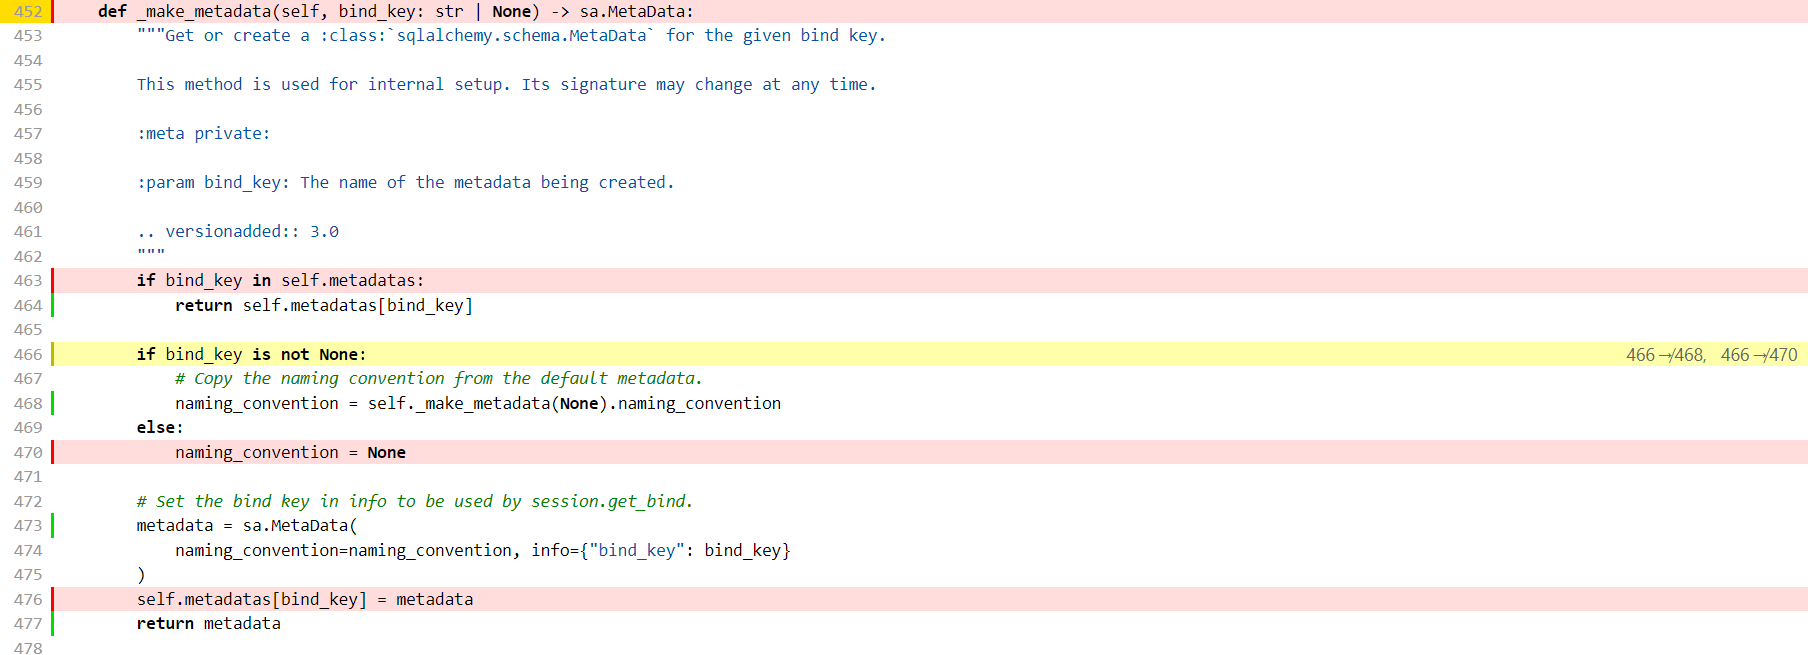 452 def _make_metadata(self, bind_key: str | None) -> sa.MetaData:
453 """Get or create a :class:`sqlalchemy.schema.MetaData` for the given bind key.
454
455 This method is used for internal setup. Its signature may change at any time.
456
457 :meta private:
458
459 :param bind_key: The name of the metadata being created.
460
461 .. versionadded:: 3.0
462 """
463 if bind_key in self.metadatas:
464 return self.metadatas[bind_key]
465
466 if bind_key is not None: 466↛468, 466↛470
467 # Copy the naming convention from the default metadata.
468 naming_convention = self._make_metadata(None).naming_convention
469 else:
470 naming_convention = None
471
472 # Set the bind key in info to be used by session.get_bind.
473 metadata = sa.MetaData(
474 naming_convention=naming_convention, info={"bind_key": bind_key}
475 )
476 self.metadatas[bind_key] = metadata
477 return metadata
478